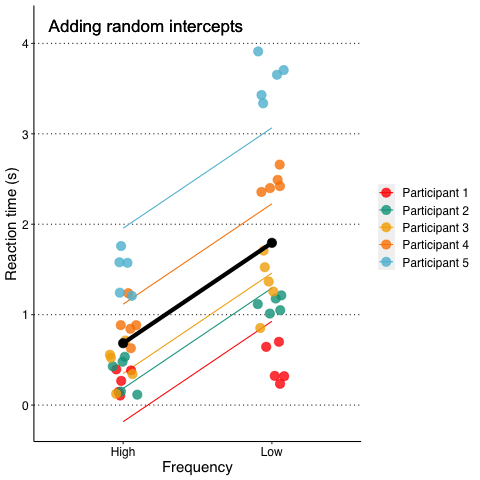 Adding random intercepts
4
3
2
1
0
Reaction time (s)
High
Low
Frequency
Participant 1
Participant 2
Participant 3
Participant 4
Participant 5